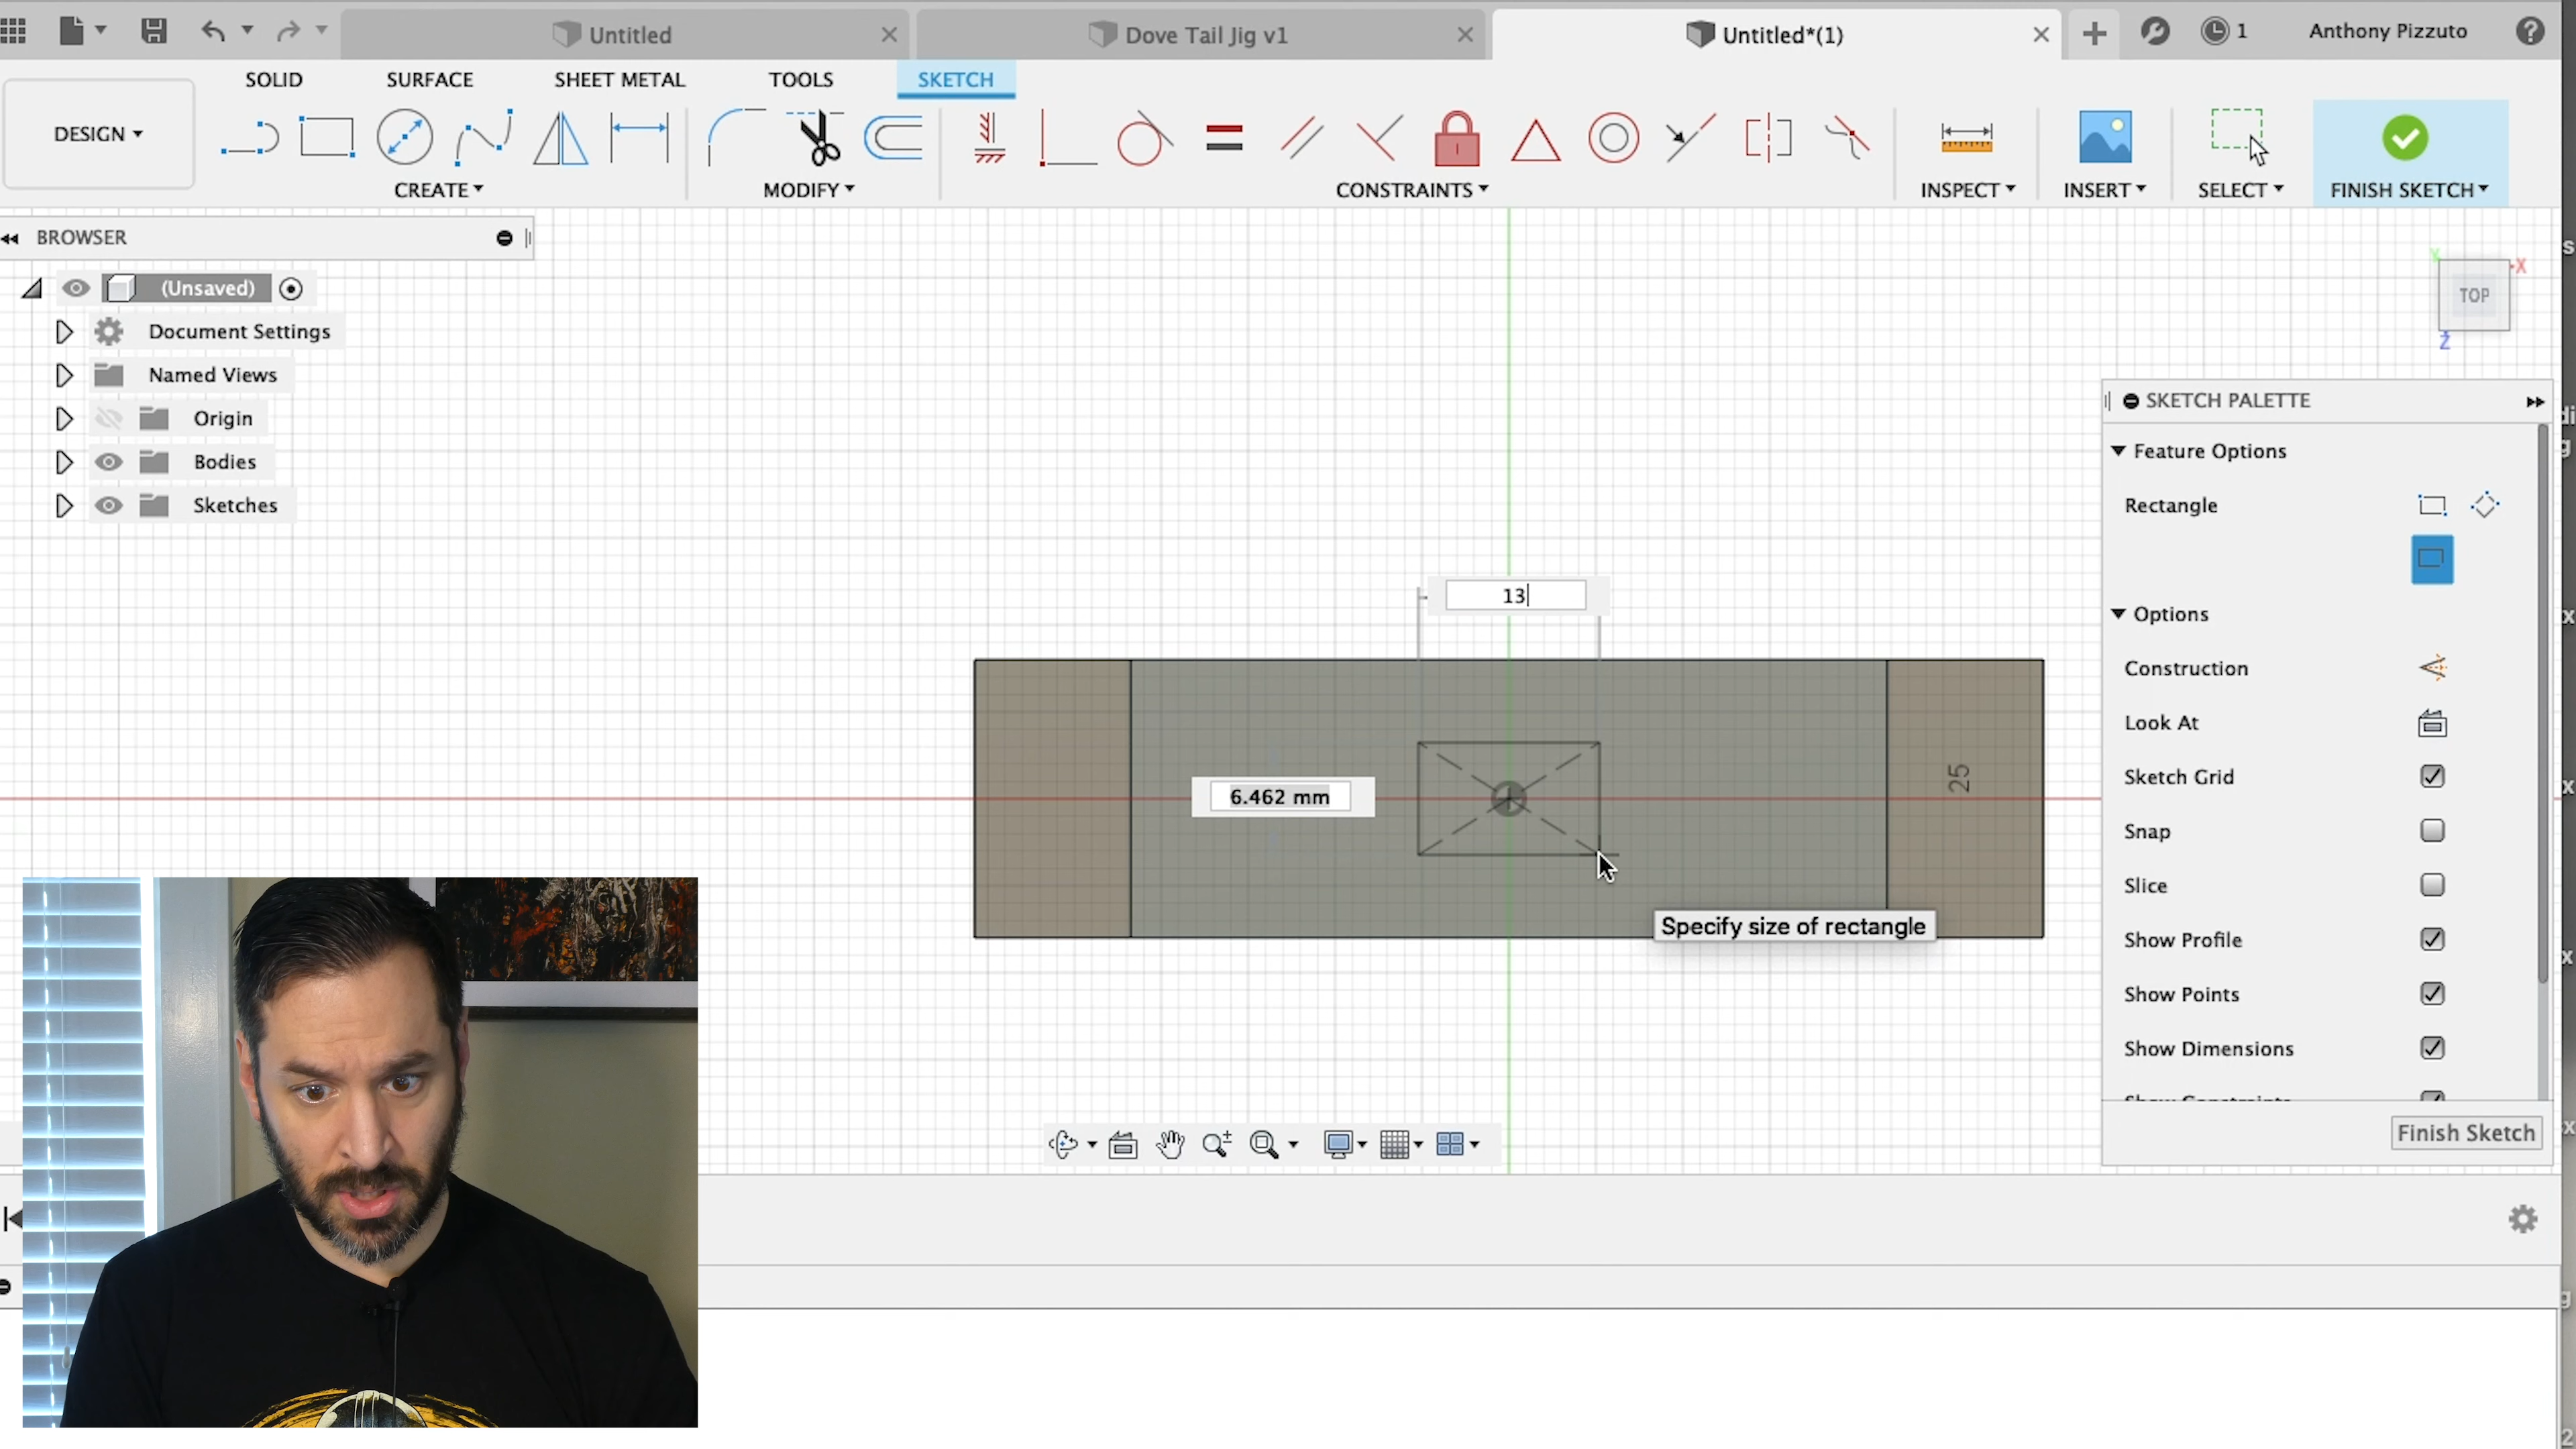 Untitled
Dove Tail Jig v1
Untitled*(1)
1
Anthony Pizzuto
DESIGN
SOLID
SURFACE
SHEET METAL
TOOLS
SKETCH
CREATE
MODIFY
CONSTRAINTS
INSPECT
INSERT
SELECT
FINISH SKETCH
BROWSER
(Unsaved)
Document Settings
Named Views
Origin
Bodies
Sketches
Y
X
TOP
Z
SKETCH PALETTE
Feature Options
Rectangle
Options
Construction
Look At
Sketch Grid
Snap
Slice
Show Profile
Show Points
Show Dimensions
Finish Sketch
13
25
6.462 mm
Specify size of rectangle